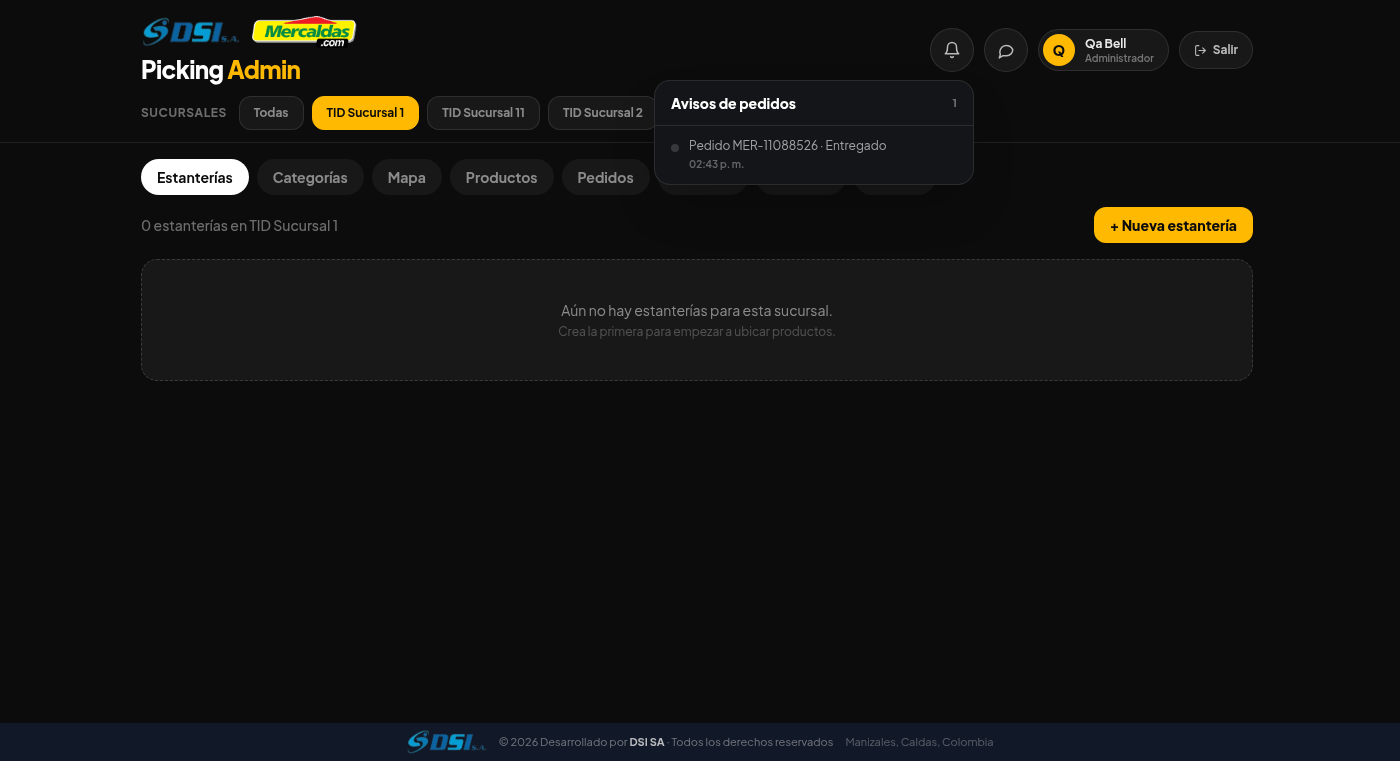 DSI S.A.
Mercaldas
.com
Picking Admin
Q
Qa Bell
Administrador
Salir
SUCURSALES
Todas
TID Sucursal 1
TID Sucursal 11
TID Sucursal 2
Avisos de pedidos
1
Pedido MER-11088526 · Entregado
02:43 p. m.
Estanterías
Categorías
Mapa
Productos
Pedidos
0 estanterías en TID Sucursal 1
+ Nueva estantería
Aún no hay estanterías para esta sucursal.
Crea la primera para empezar a ubicar productos.
DSI S.A.
© 2026 Desarrollado por DSI SA · Todos los derechos reservados
Manizales, Caldas, Colombia